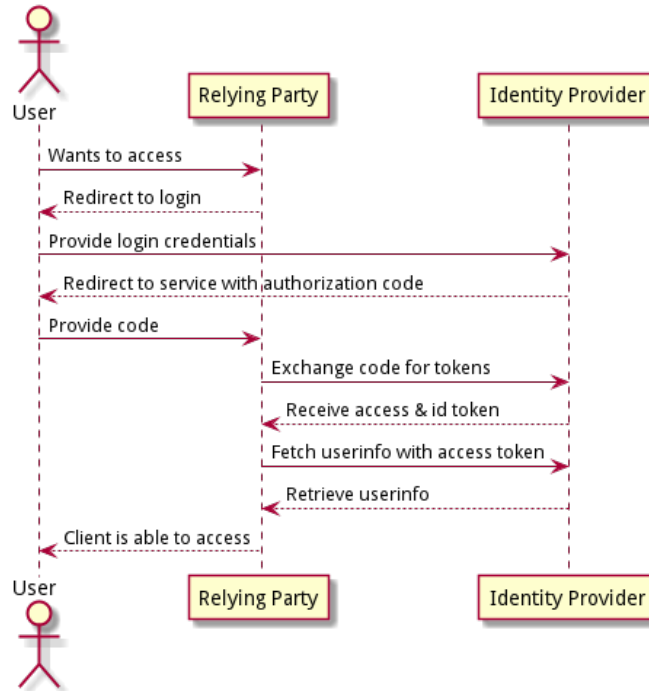 User
Relying Party
Identity Provider
Wants to access
Redirect to login
Provide login credentials
Redirect to service with authorization code
Provide code
Exchange code for tokens
Receive access & id token
Fetch userinfo with access token
Retrieve userinfo
Client is able to access
User
Relying Party
Identity Provider